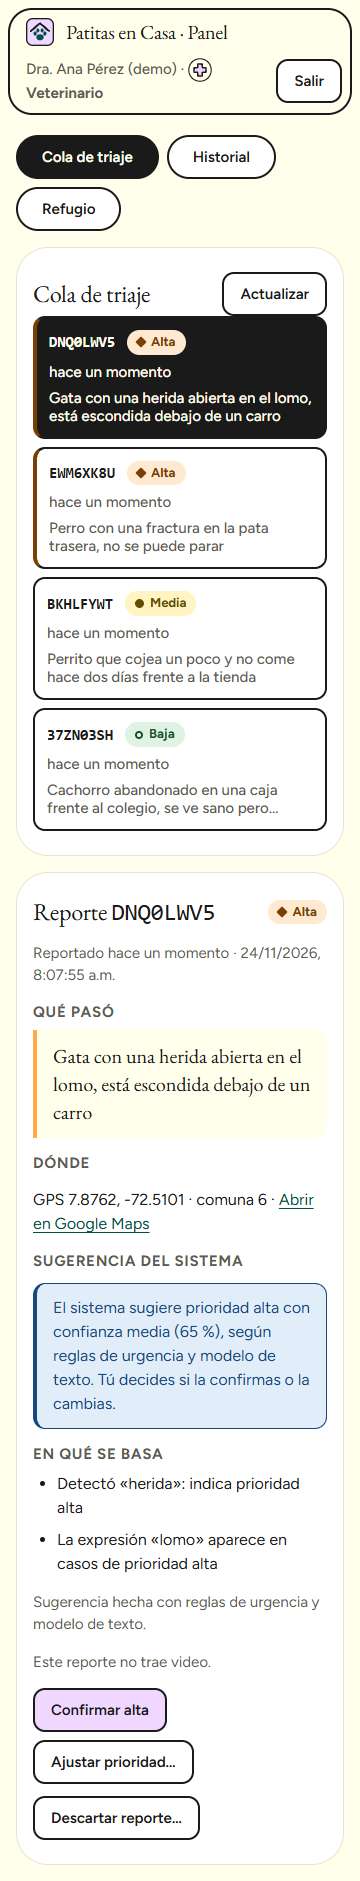 Patitas en Casa · Panel
Dra. Ana Pérez (demo) ·
Veterinario
Salir
Cola de triaje
Historial
Refugio
Cola de triaje
Actualizar
DNQ0LWV5
Alta
hace un momento
Gata con una herida abierta en el lomo,
está escondida debajo de un carro
EWM6XK8U
Alta
hace un momento
Perro con una fractura en la pata
trasera, no se puede parar
BKHLFYWT
Media
hace un momento
Perrito que cojea un poco y no come
hace dos días frente a la tienda
37ZN03SH
Baja
hace un momento
Cachorro abandonado en una caja
frente al colegio, se ve sano pero…
Reporte DNQ0LWV5
Alta
Reportado hace un momento · 24/11/2026,
8:07:55 a.m.
QUÉ PASÓ
Gata con una herida abierta en el
lomo, está escondida debajo de un
carro
DÓNDE
GPS 7.8762, -72.5101 · comuna 6 · Abrir
en Google Maps
SUGERENCIA DEL SISTEMA
El sistema sugiere prioridad alta con
confianza media (65 %), según
reglas de urgencia y modelo de
texto. Tú decides si la confirmas o la
cambias.
EN QUÉ SE BASA
• Detectó «herida»: indica prioridad
alta
• La expresión «lomo» aparece en
casos de prioridad alta
Sugerencia hecha con reglas de urgencia y
modelo de texto.
Este reporte no trae video.
Confirmar alta
Ajustar prioridad…
Descartar reporte…